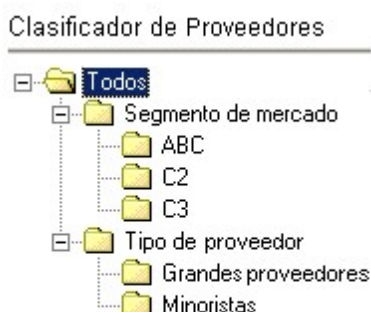 Clasificador de Proveedores
Todos
Segmento de mercado
ABC
C2
C3
Tipo de proveedor
Grandes proveedores
Minoristas